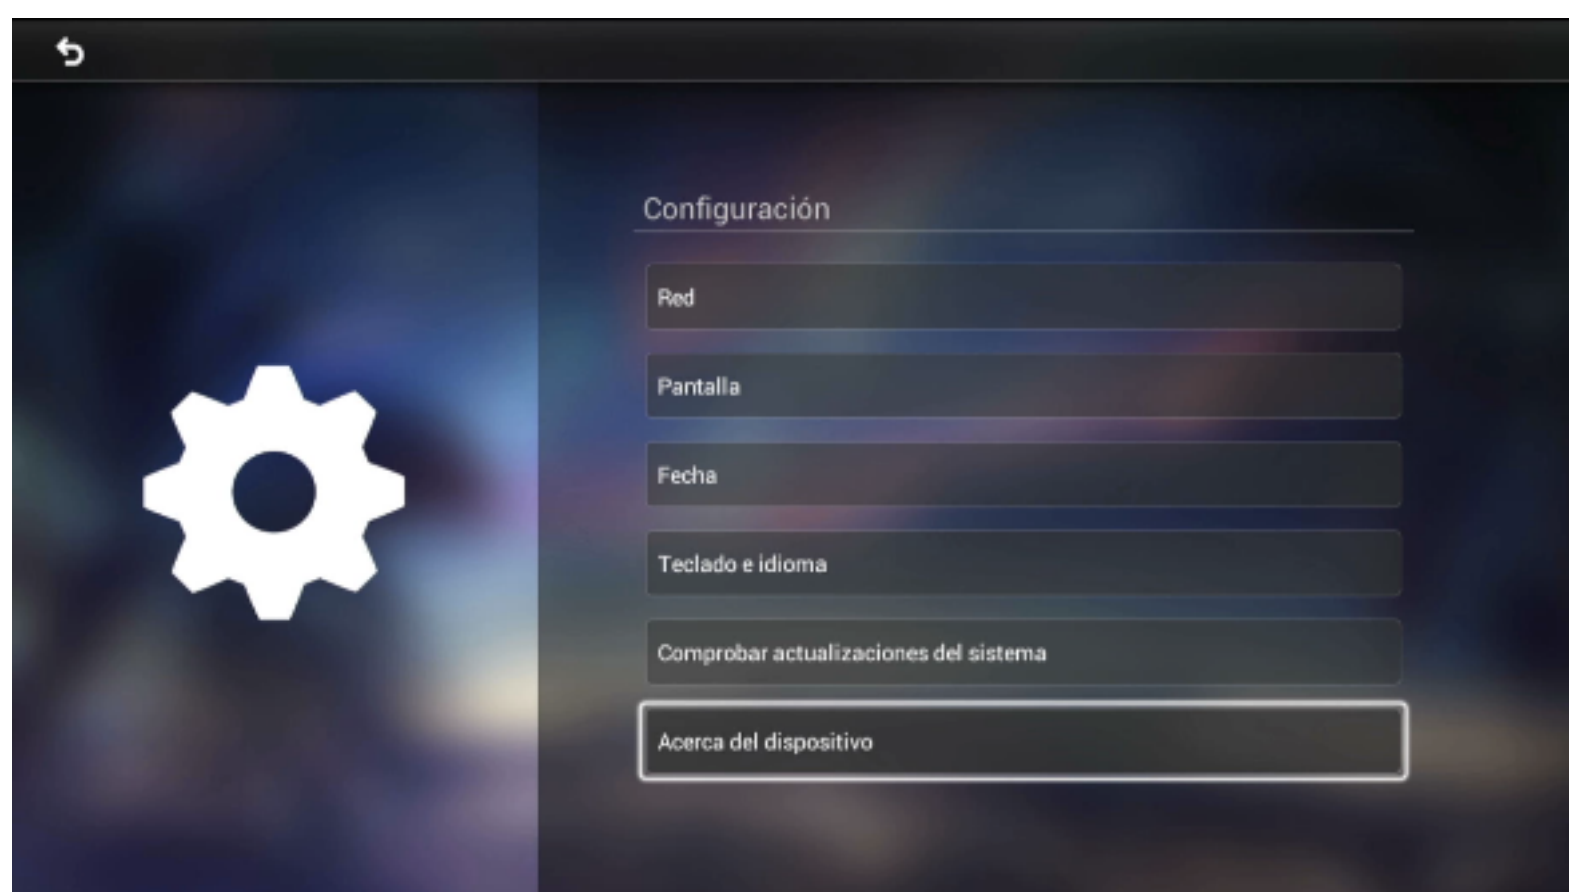 Configuración
Red
Pantalla
Fecha
Teclado e idioma
Comprobar actualizaciones del sistema
Acerca del dispositivo